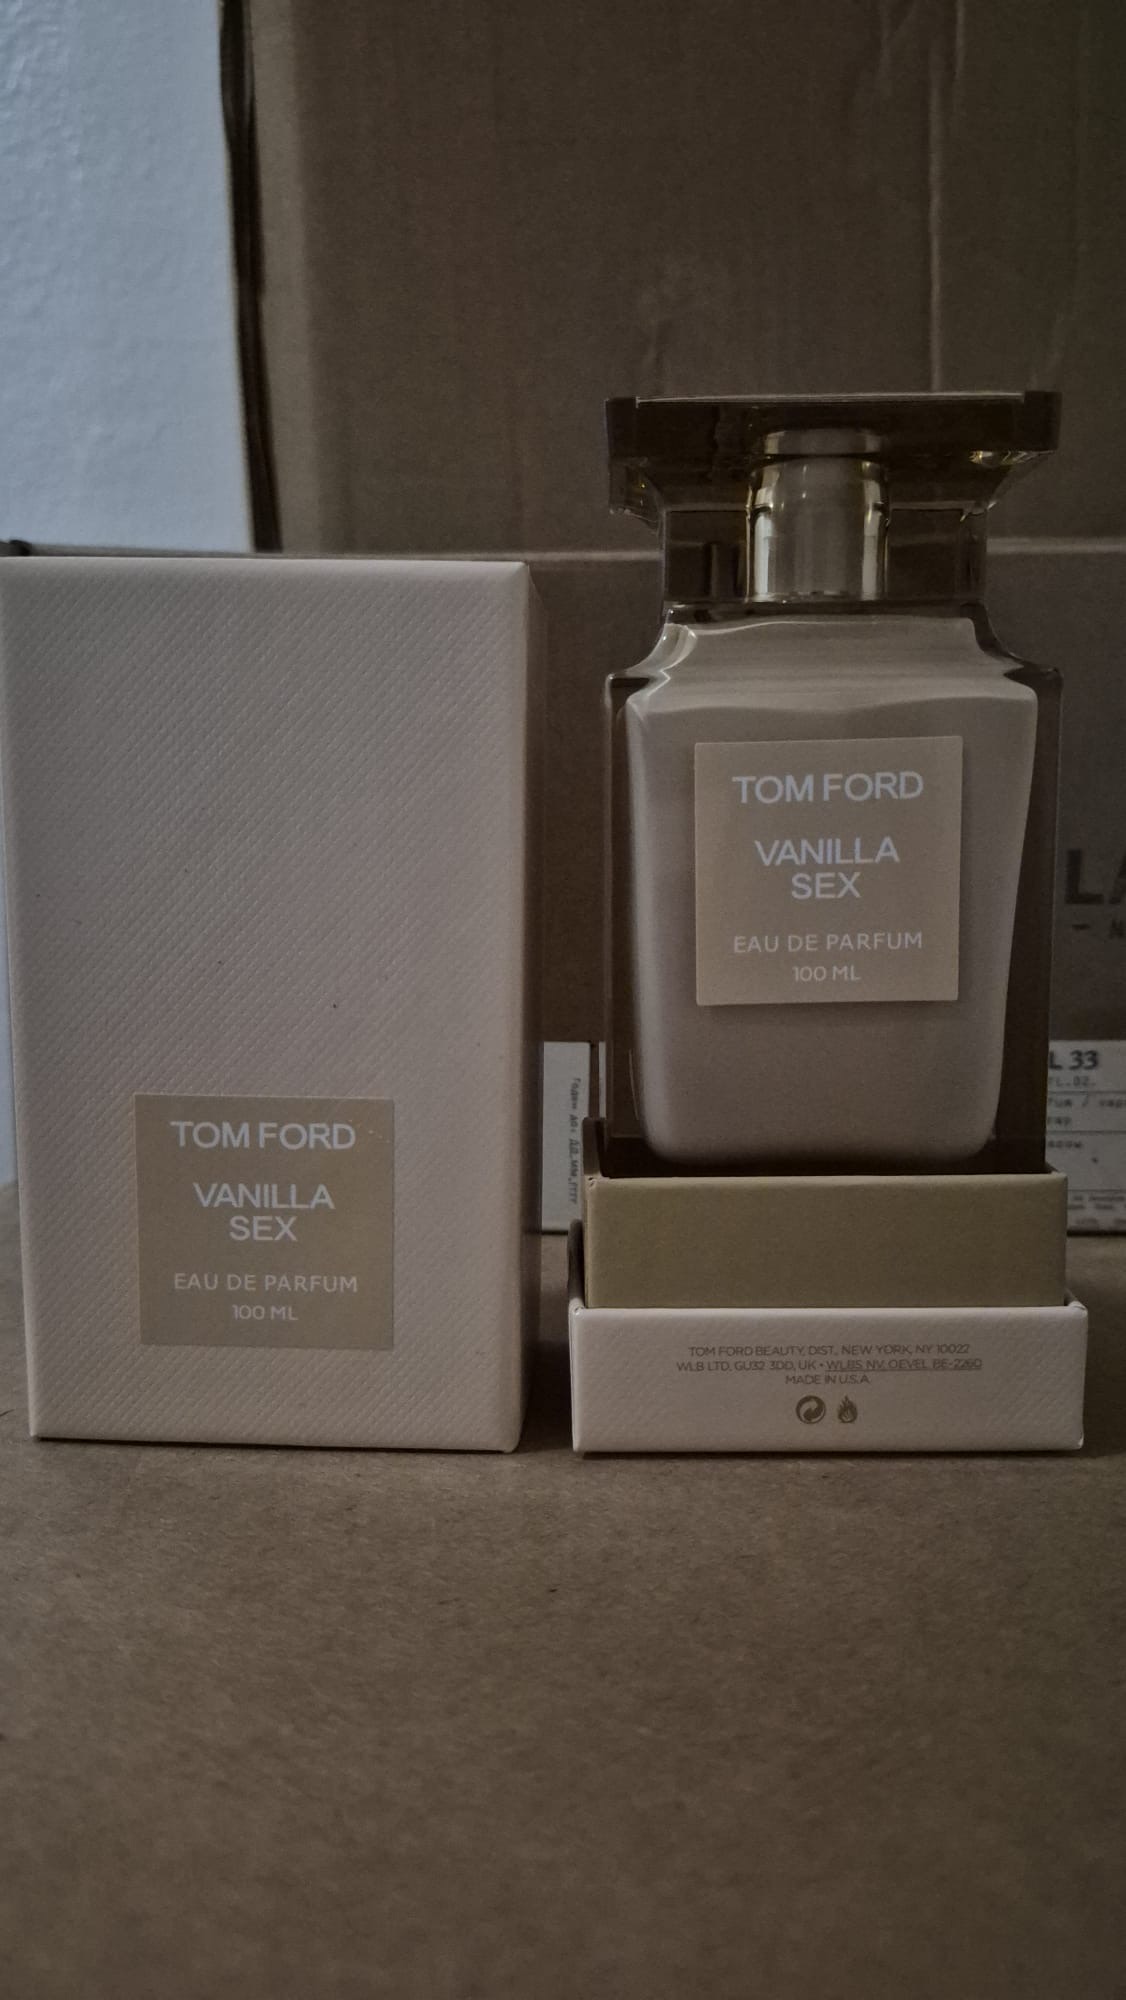 TOM FORD
VANILLA
SEX
EAU DE PARFUM
100 ML
TOM FORD
VANILLA
SEX
EAU DE PARFUM
100 ML
TOM FORD BEAUTY, DIST., NEW YORK, NY 10022
WLB LTD, GU32 3DD, UK • WLBS NV, OEVEL BE-2260
MADE IN U.S.A.
L 33